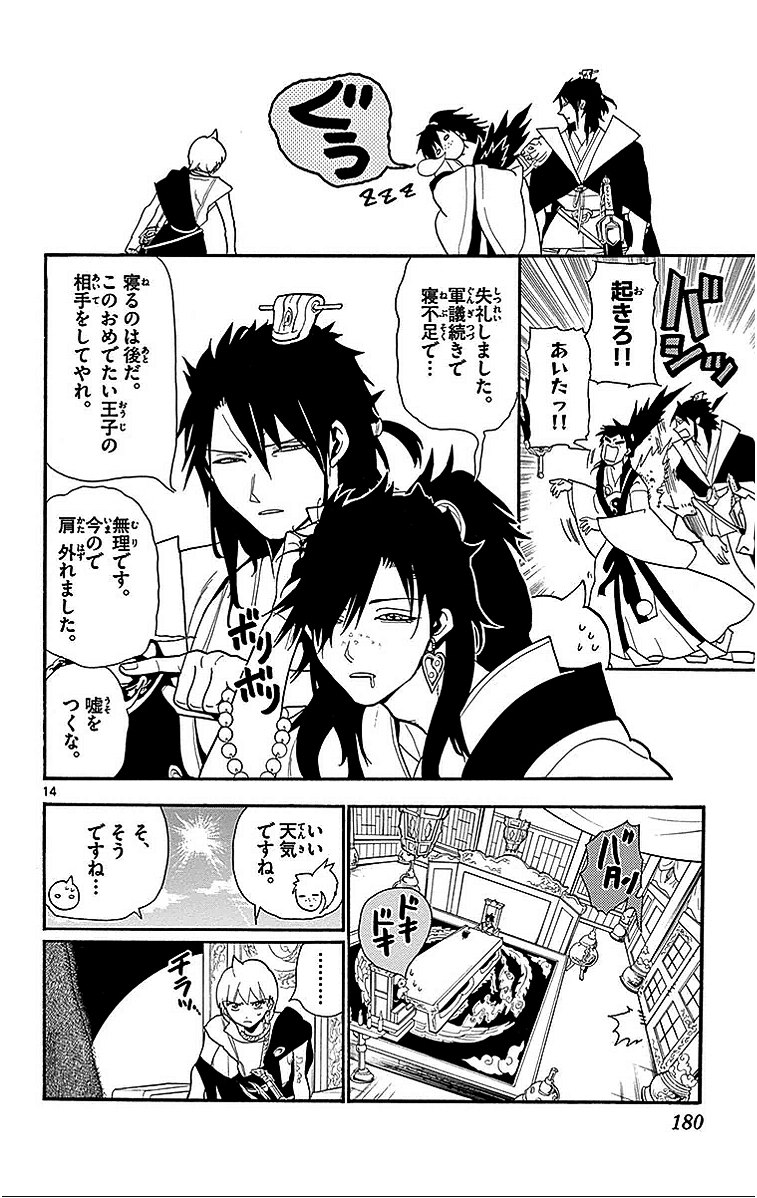 ぐぅ
zzz
バシッ
起きろ!!
あいたっ!!
失礼しました。
軍議続きで
寝不足で…
寝るのは後だ。
このおめでたい王子の
相手をしてやれ。
無理です。
今ので
肩 外れました。
ボリボリ
嘘を
つくな。
14
バタン
ドキドキ
いい
天気
ですね。
そ、
そう
ですね…
………
チラッ
180